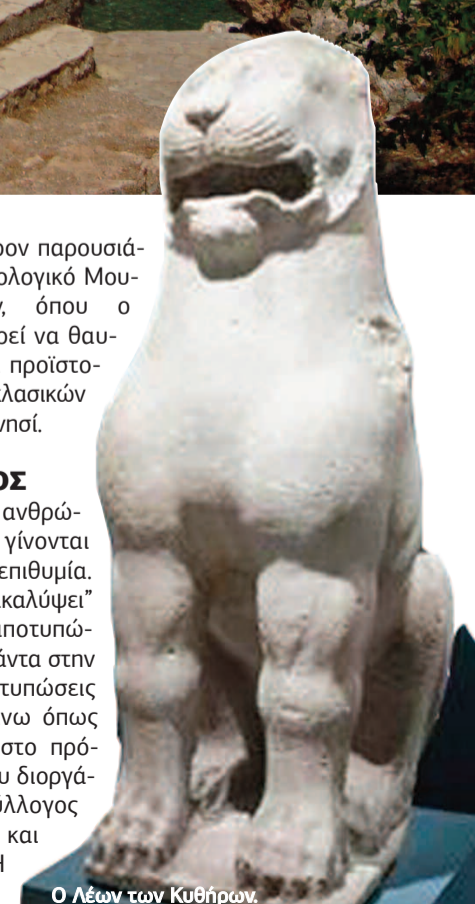 ρον παρουσιά-
ολογικό Μου-
όπου ο
ρεί να θαυ-
προϊστο-
λασικών
νησί.
ΟΣ
ανθρώ-
γίνονται
επιθυμία.
καλύψει”
αποτυπώ-
άντα στην
τυπώσεις
νω όπως
στο πρό-
υ διοργά-
ύλλογος
και
Η
Ο Λέων των Κυθήρων.